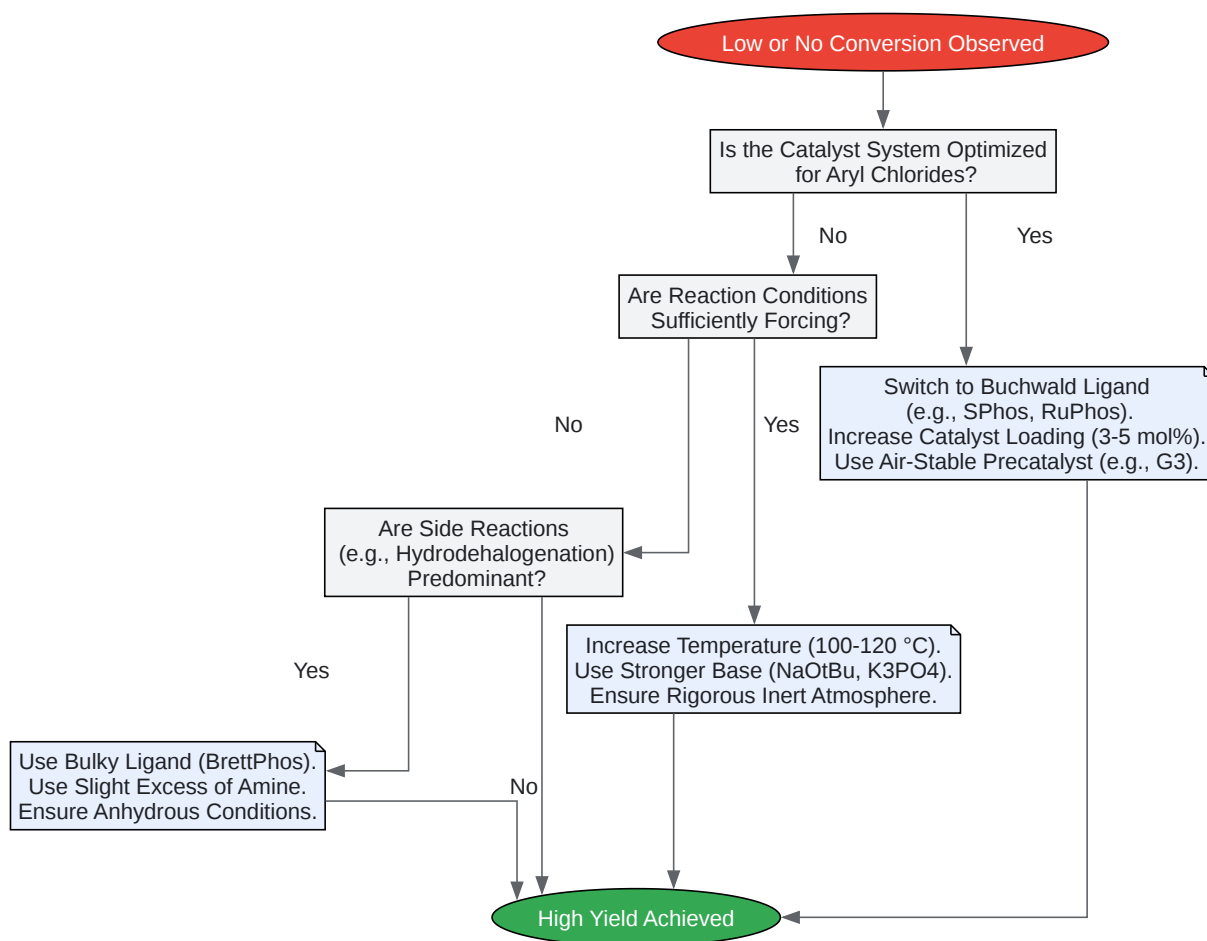 Low or No Conversion Observed
Is the Catalyst System Optimized
for Aryl Chlorides?
No
Yes
Are Reaction Conditions
Sufficiently Forcing?
Switch to Buchwald Ligand
(e.g., SPhos, RuPhos).
Increase Catalyst Loading (3-5 mol%).
Use Air-Stable Precatalyst (e.g., G3).
No
Yes
Are Side Reactions
(e.g., Hydrodehalogenation)
Predominant?
Increase Temperature (100-120 °C).
Use Stronger Base (NaOtBu, K3PO4).
Ensure Rigorous Inert Atmosphere.
Yes
Use Bulky Ligand (BrettPhos).
Use Slight Excess of Amine.
Ensure Anhydrous Conditions.
No
High Yield Achieved